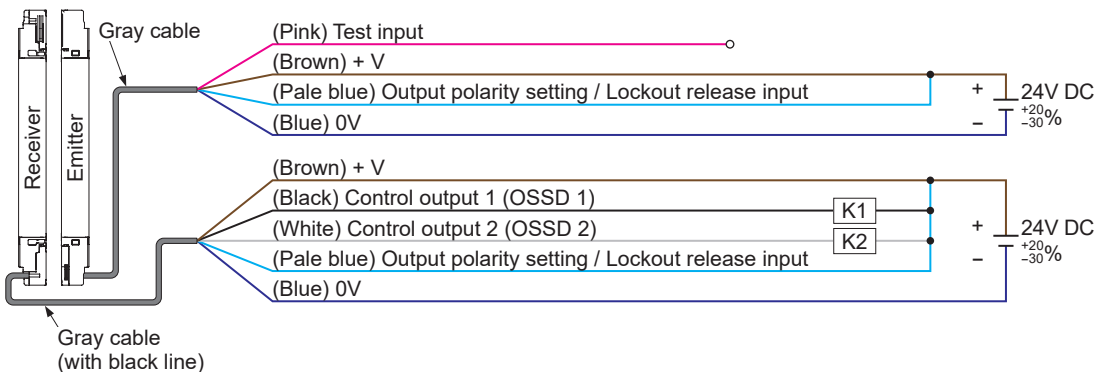 Gray cable
(Pink) Test input
(Brown) + V
(Pale blue) Output polarity setting / Lockout release input
(Blue) 0V
+
−
24V DC
+20
−30%
Receiver
Emitter
(Brown) + V
(Black) Control output 1 (OSSD 1)
K1
(White) Control output 2 (OSSD 2)
K2
(Pale blue) Output polarity setting / Lockout release input
(Blue) 0V
+
−
24V DC
+20
−30%
Gray cable
(with black line)